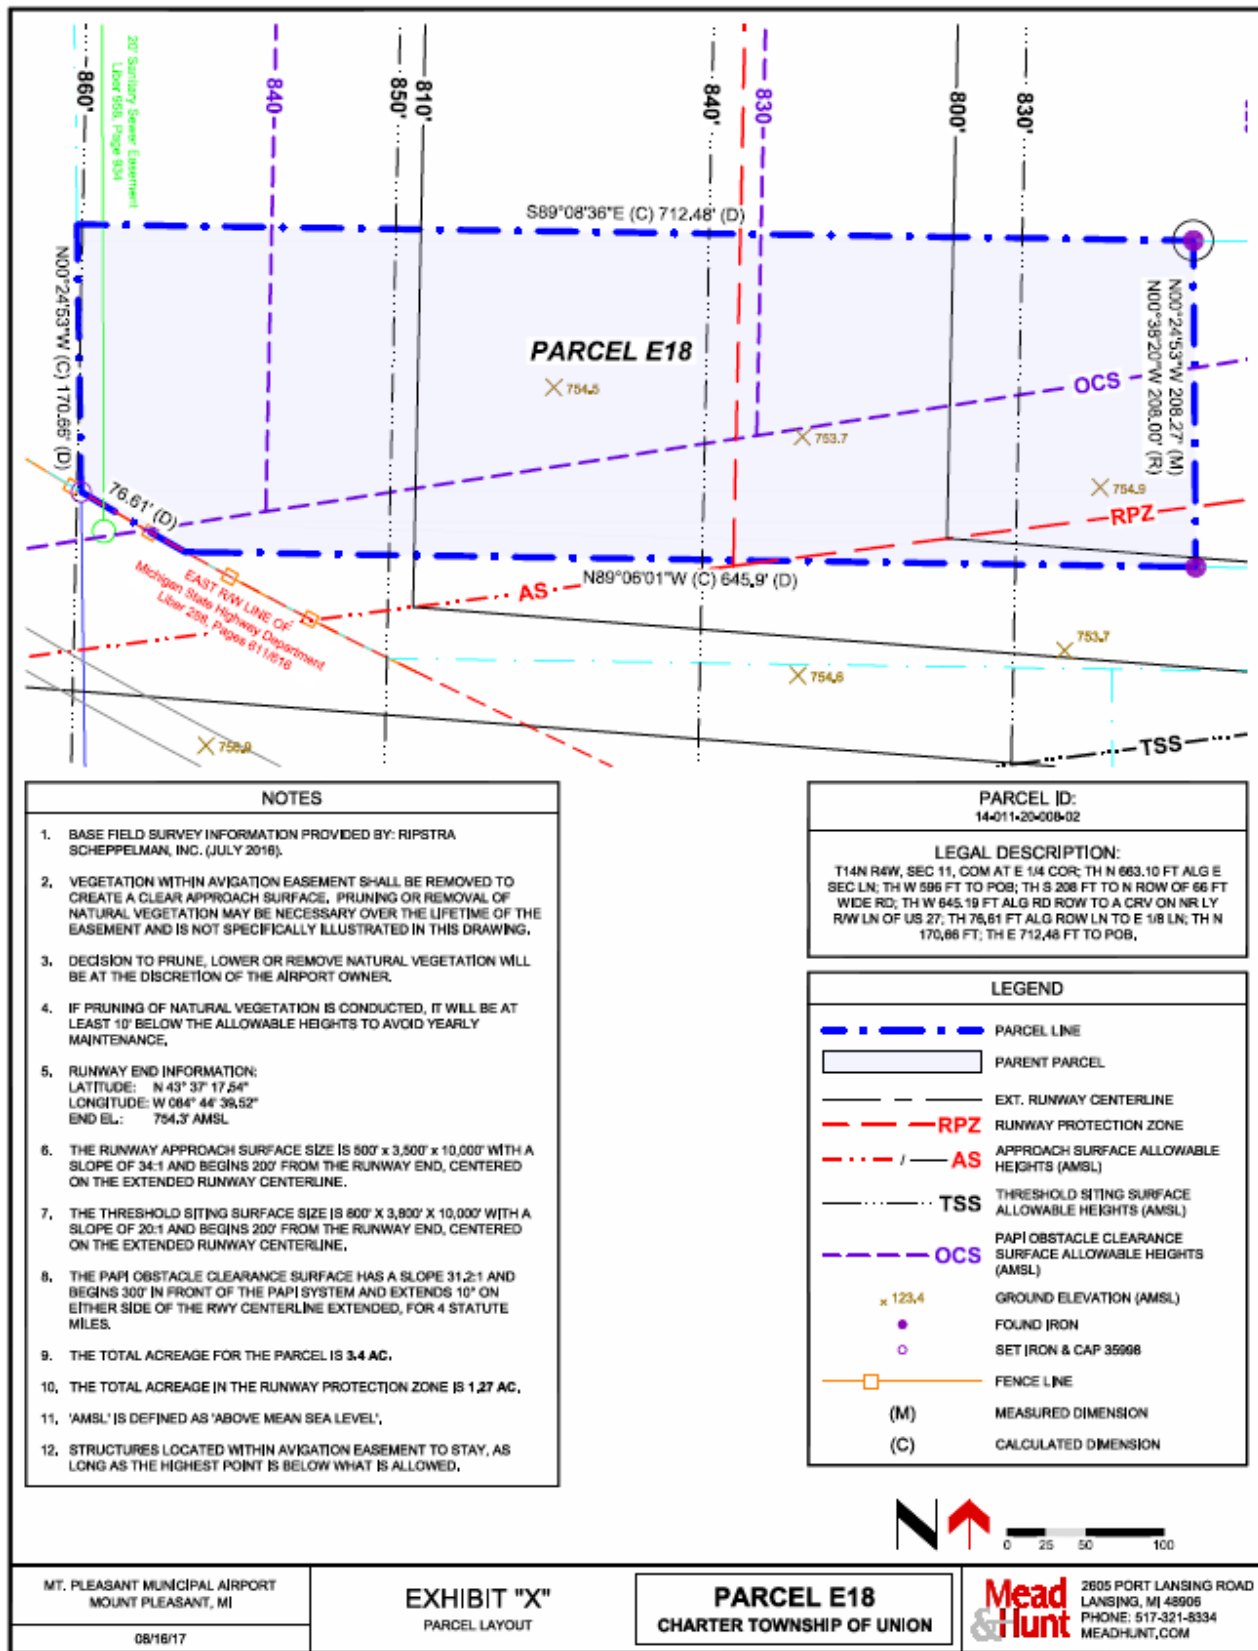 20' Sanitary Sewer Easement
Liber 968, Page 934
860'
840
850'
810'
840'
830
800'
830'
S89°08'36"E (C) 712.48' (D)
N00°24'53"W (C) 170.66' (D)
PARCEL E18
754.5
753.7
OCS
N00°24'53"W 208.27' (M)
N00°38'20"W 208.00' (R)
754.9
RPZ
76.61' (D)
N89°06'01"W (C) 645.9' (D)
AS
EAST R/W LINE OF
Michigan State Highway Department
Liber 258, Pages 611/616
753.7
754.6
TSS
NOTES
1. BASE FIELD SURVEY INFORMATION PROVIDED BY: RIPSTRA
SCHEPPELMAN, INC. (JULY 2016).
2. VEGETATION WITHIN AVIGATION EASEMENT SHALL BE REMOVED TO
CREATE A CLEAR APPROACH SURFACE. PRUNING OR REMOVAL OF
NATURAL VEGETATION MAY BE NECESSARY OVER THE LIFETIME OF THE
EASEMENT AND IS NOT SPECIFICALLY ILLUSTRATED IN THIS DRAWING.
3. DECISION TO PRUNE, LOWER OR REMOVE NATURAL VEGETATION WILL
BE AT THE DISCRETION OF THE AIRPORT OWNER.
4. IF PRUNING OF NATURAL VEGETATION IS CONDUCTED, IT WILL BE AT
LEAST 10' BELOW THE ALLOWABLE HEIGHTS TO AVOID YEARLY
MAINTENANCE.
5. RUNWAY END INFORMATION:
LATITUDE: N 43° 37' 17.54"
LONGITUDE: W 084° 44' 39.52"
END EL.: 754.3' AMSL
6. THE RUNWAY APPROACH SURFACE SIZE IS 500' x 3,500' x 10,000' WITH A
SLOPE OF 34:1 AND BEGINS 200' FROM THE RUNWAY END, CENTERED
ON THE EXTENDED RUNWAY CENTERLINE.
7. THE THRESHOLD SITING SURFACE SIZE IS 800' X 3,800' X 10,000' WITH A
SLOPE OF 20:1 AND BEGINS 200' FROM THE RUNWAY END, CENTERED
ON THE EXTENDED RUNWAY CENTERLINE.
8. THE PAPI OBSTACLE CLEARANCE SURFACE HAS A SLOPE 31.2:1 AND
BEGINS 300' IN FRONT OF THE PAPI SYSTEM AND EXTENDS 10° ON
EITHER SIDE OF THE RWY CENTERLINE EXTENDED, FOR 4 STATUTE
MILES.
9. THE TOTAL ACREAGE FOR THE PARCEL IS 3.4 AC.
10. THE TOTAL ACREAGE IN THE RUNWAY PROTECTION ZONE IS 1.27 AC.
11. 'AMSL' IS DEFINED AS 'ABOVE MEAN SEA LEVEL'.
12. STRUCTURES LOCATED WITHIN AVIGATION EASEMENT TO STAY, AS
LONG AS THE HIGHEST POINT IS BELOW WHAT IS ALLOWED.
PARCEL ID:
14-011-20-008-02
LEGAL DESCRIPTION:
T14N R4W, SEC 11, COM AT E 1/4 COR; TH N 663.10 FT ALG E
SEC LN; TH W 596 FT TO POB; TH S 208 FT TO N ROW OF 66 FT
WIDE RD; TH W 645.19 FT ALG RD ROW TO A CRV ON NR LY
R/W LN OF US 27; TH 76.61 FT ALG ROW LN TO E 1/8 LN; TH N
170.66 FT; TH E 712.48 FT TO POB.
LEGEND
PARCEL LINE
PARENT PARCEL
EXT. RUNWAY CENTERLINE
RPZ RUNWAY PROTECTION ZONE
/ AS APPROACH SURFACE ALLOWABLE
HEIGHTS (AMSL)
TSS THRESHOLD SITING SURFACE
ALLOWABLE HEIGHTS (AMSL)
OCS PAPI OBSTACLE CLEARANCE
SURFACE ALLOWABLE HEIGHTS
(AMSL)
x 123.4 GROUND ELEVATION (AMSL)
FOUND IRON
SET IRON & CAP 35998
FENCE LINE
(M) MEASURED DIMENSION
(C) CALCULATED DIMENSION
N
0 25 50 100
MT. PLEASANT MUNICIPAL AIRPORT
MOUNT PLEASANT, MI
08/16/17
EXHIBIT "X"
PARCEL LAYOUT
PARCEL E18
CHARTER TOWNSHIP OF UNION
Mead
&Hunt
2605 PORT LANSING ROAD
LANSING, MI 48906
PHONE: 517-321-8334
MEADHUNT.COM